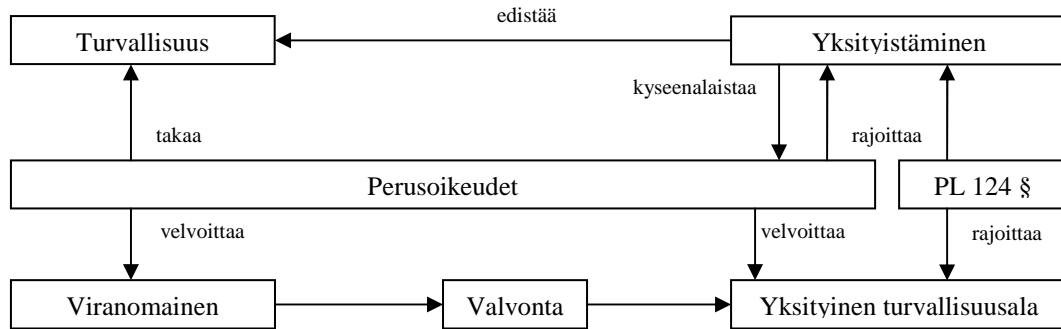 edistää
Turvallisuus
Yksityistäminen
kyseenalaistaa
takaa
rajoittaa
Perusoikeudet
PL 124 §
velvoittaa
velvoittaa
rajoittaa
Viranomainen
Valvonta
Yksityinen turvallisuusala